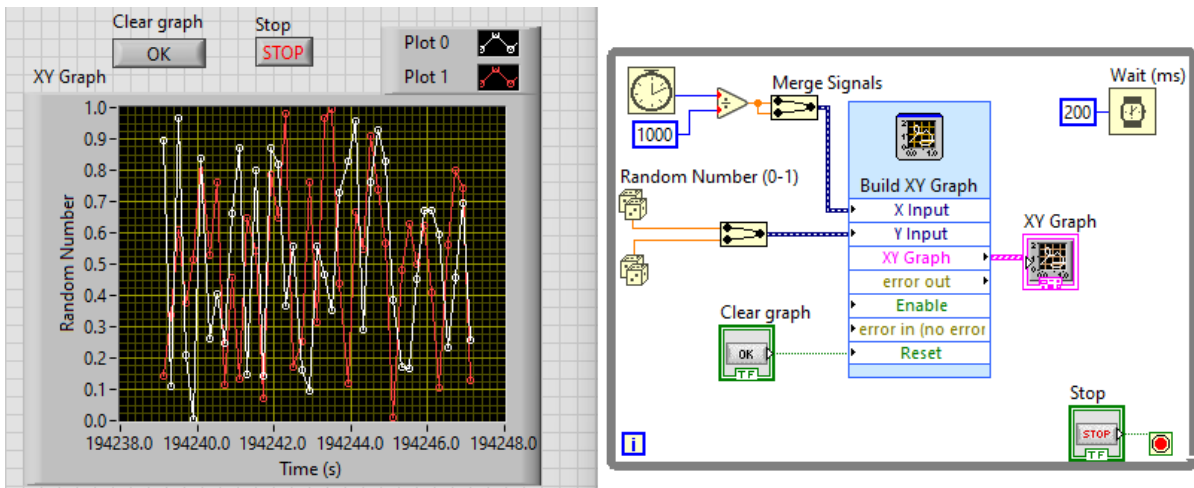 Clear graph
OK
Stop
STOP
Plot 0
Plot 1
XY Graph
1.0
0.9
0.8
0.7
0.6
0.5
0.4
0.3
0.2
0.1
0.0
Random Number
194238.0 194240.0 194242.0 194244.0 194246.0 194248.0
Time (s)
Merge Signals
1000
÷
Random Number (0-1)
Build XY Graph
X Input
Y Input
XY Graph
error out
Enable
error in (no error
Reset
Clear graph
OK
TF
Wait (ms)
200
XY Graph
Stop
STOP
TF
i